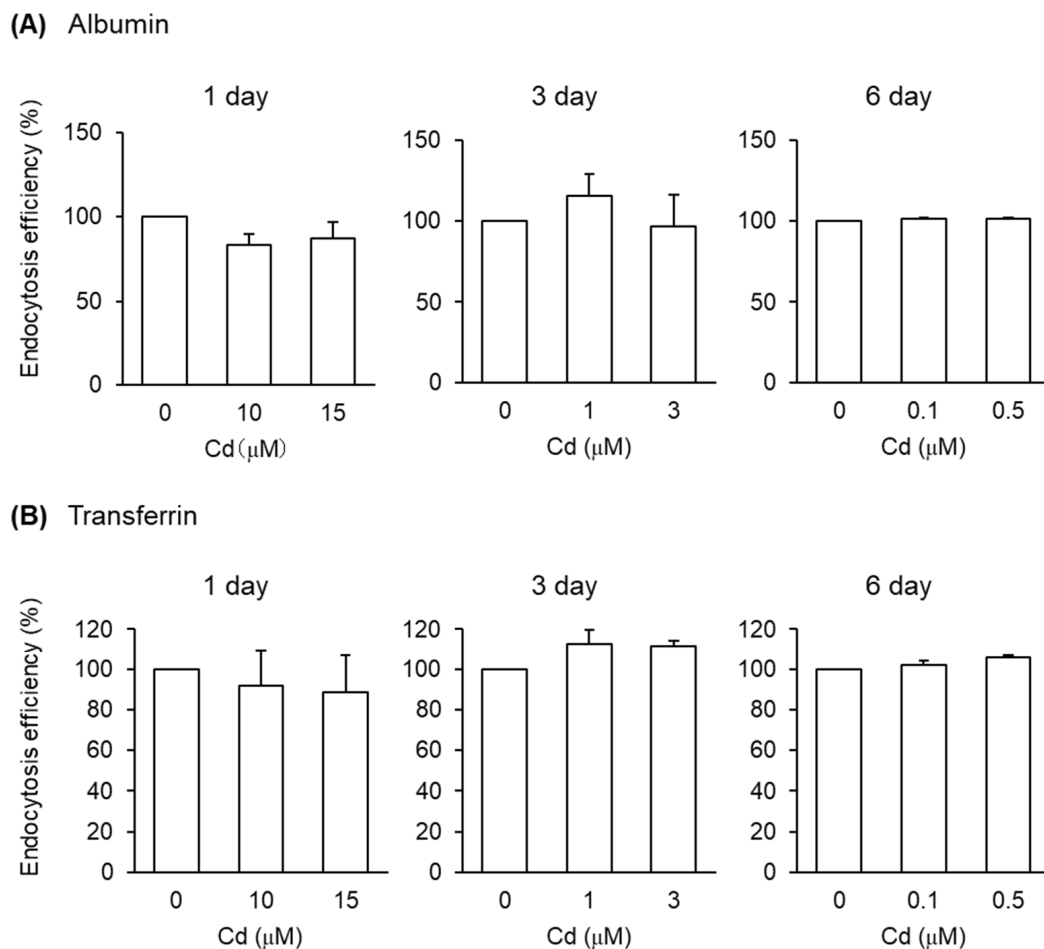 (A) Albumin
1 day 3 day 6 day
Endocytosis efficiency (%)
150 150 150
100 100 100
50 50 50
0 0 0
0 10 15 0 1 3 0 0.1 0.5
Cd（μM） Cd (μM) Cd (μM)
(B) Transferrin
1 day 3 day 6 day
Endocytosis efficiency (%)
120 120 120
100 100 100
80 80 80
60 60 60
40 40 40
20 20 20
0 0 0
0 10 15 0 1 3 0 0.1 0.5
Cd (μM) Cd (μM) Cd (μM)